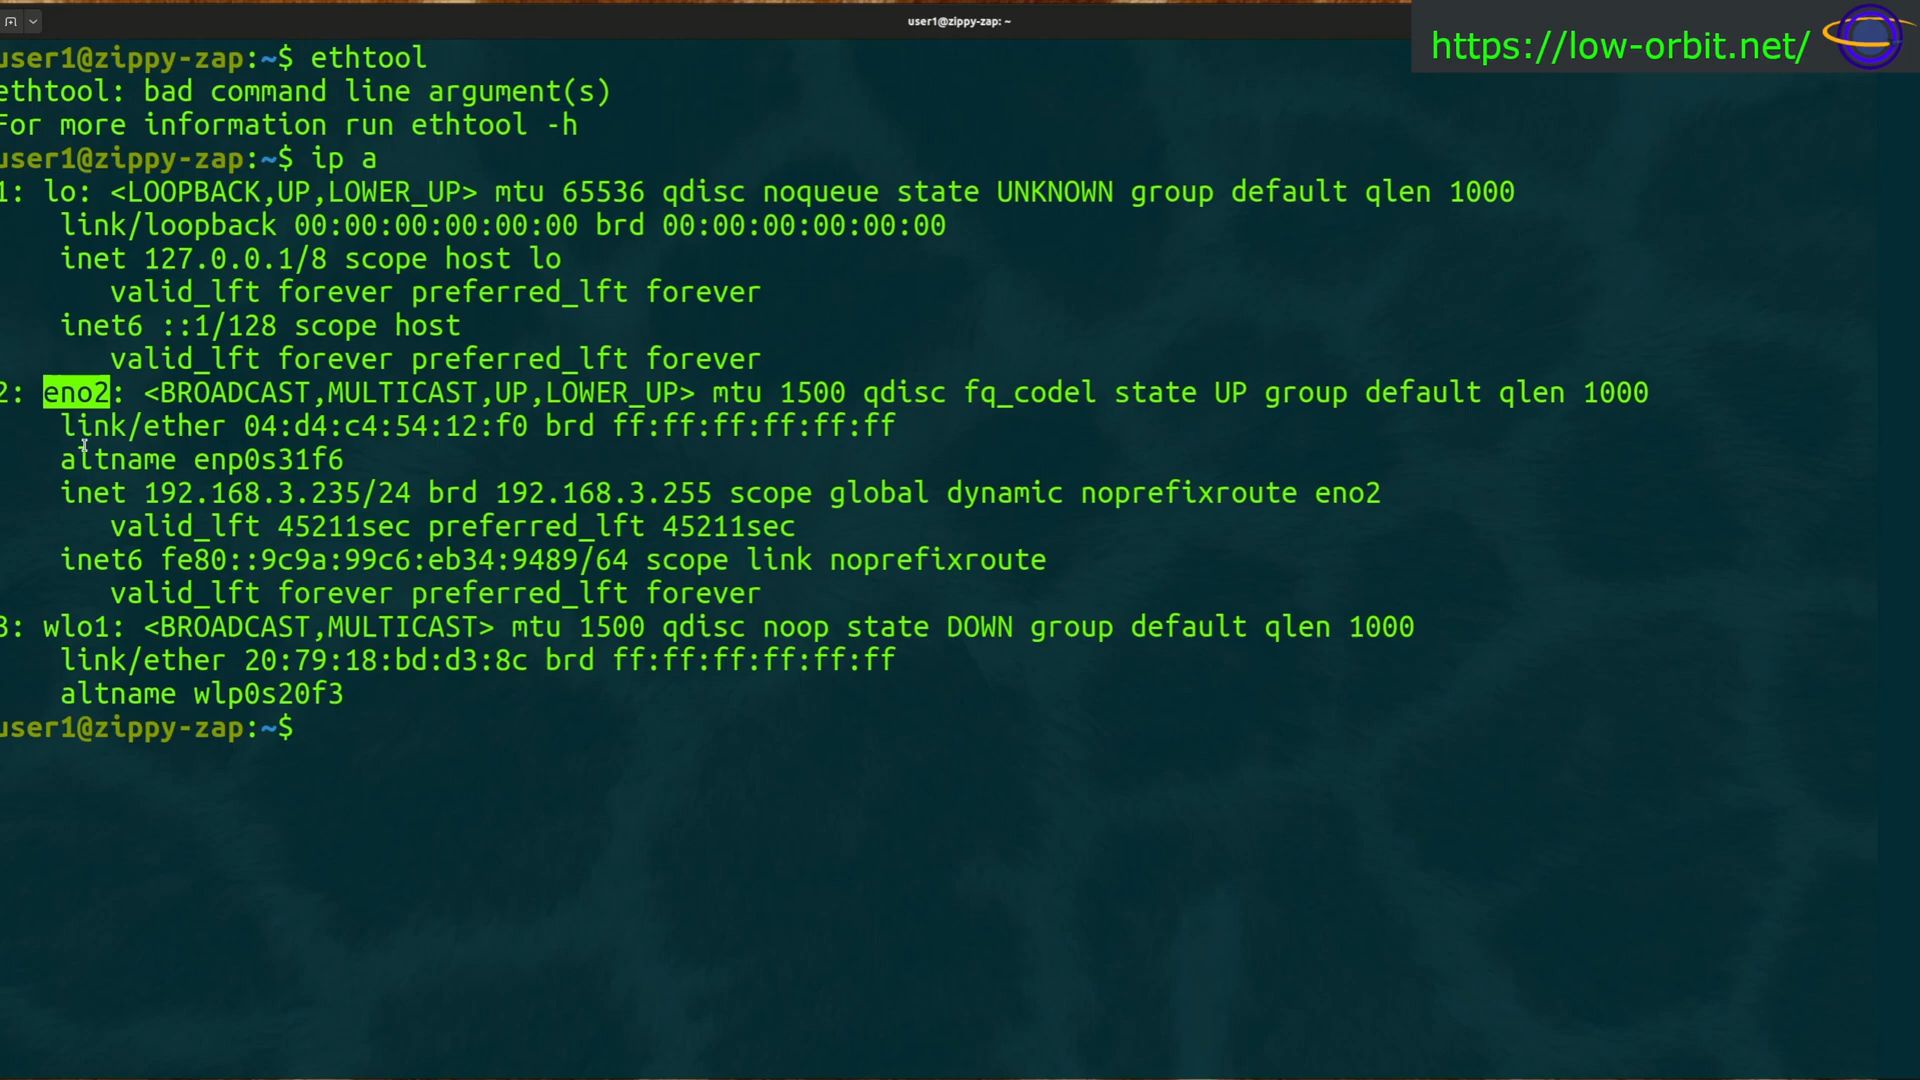 user1@zippy-zap: ~
https://low-orbit.net/
user1@zippy-zap:~$ ethtool
ethtool: bad command line argument(s)
For more information run ethtool -h
user1@zippy-zap:~$ ip a
1: lo: <LOOPBACK,UP,LOWER_UP> mtu 65536 qdisc noqueue state UNKNOWN group default qlen 1000
link/loopback 00:00:00:00:00:00 brd 00:00:00:00:00:00
inet 127.0.0.1/8 scope host lo
valid_lft forever preferred_lft forever
inet6 ::1/128 scope host
valid_lft forever preferred_lft forever
2: eno2: <BROADCAST,MULTICAST,UP,LOWER_UP> mtu 1500 qdisc fq_codel state UP group default qlen 1000
link/ether 04:d4:c4:54:12:f0 brd ff:ff:ff:ff:ff:ff
altname enp0s31f6
inet 192.168.3.235/24 brd 192.168.3.255 scope global dynamic noprefixroute eno2
valid_lft 45211sec preferred_lft 45211sec
inet6 fe80::9c9a:99c6:eb34:9489/64 scope link noprefixroute
valid_lft forever preferred_lft forever
3: wlo1: <BROADCAST,MULTICAST> mtu 1500 qdisc noop state DOWN group default qlen 1000
link/ether 20:79:18:bd:d3:8c brd ff:ff:ff:ff:ff:ff
altname wlp0s20f3
user1@zippy-zap:~$